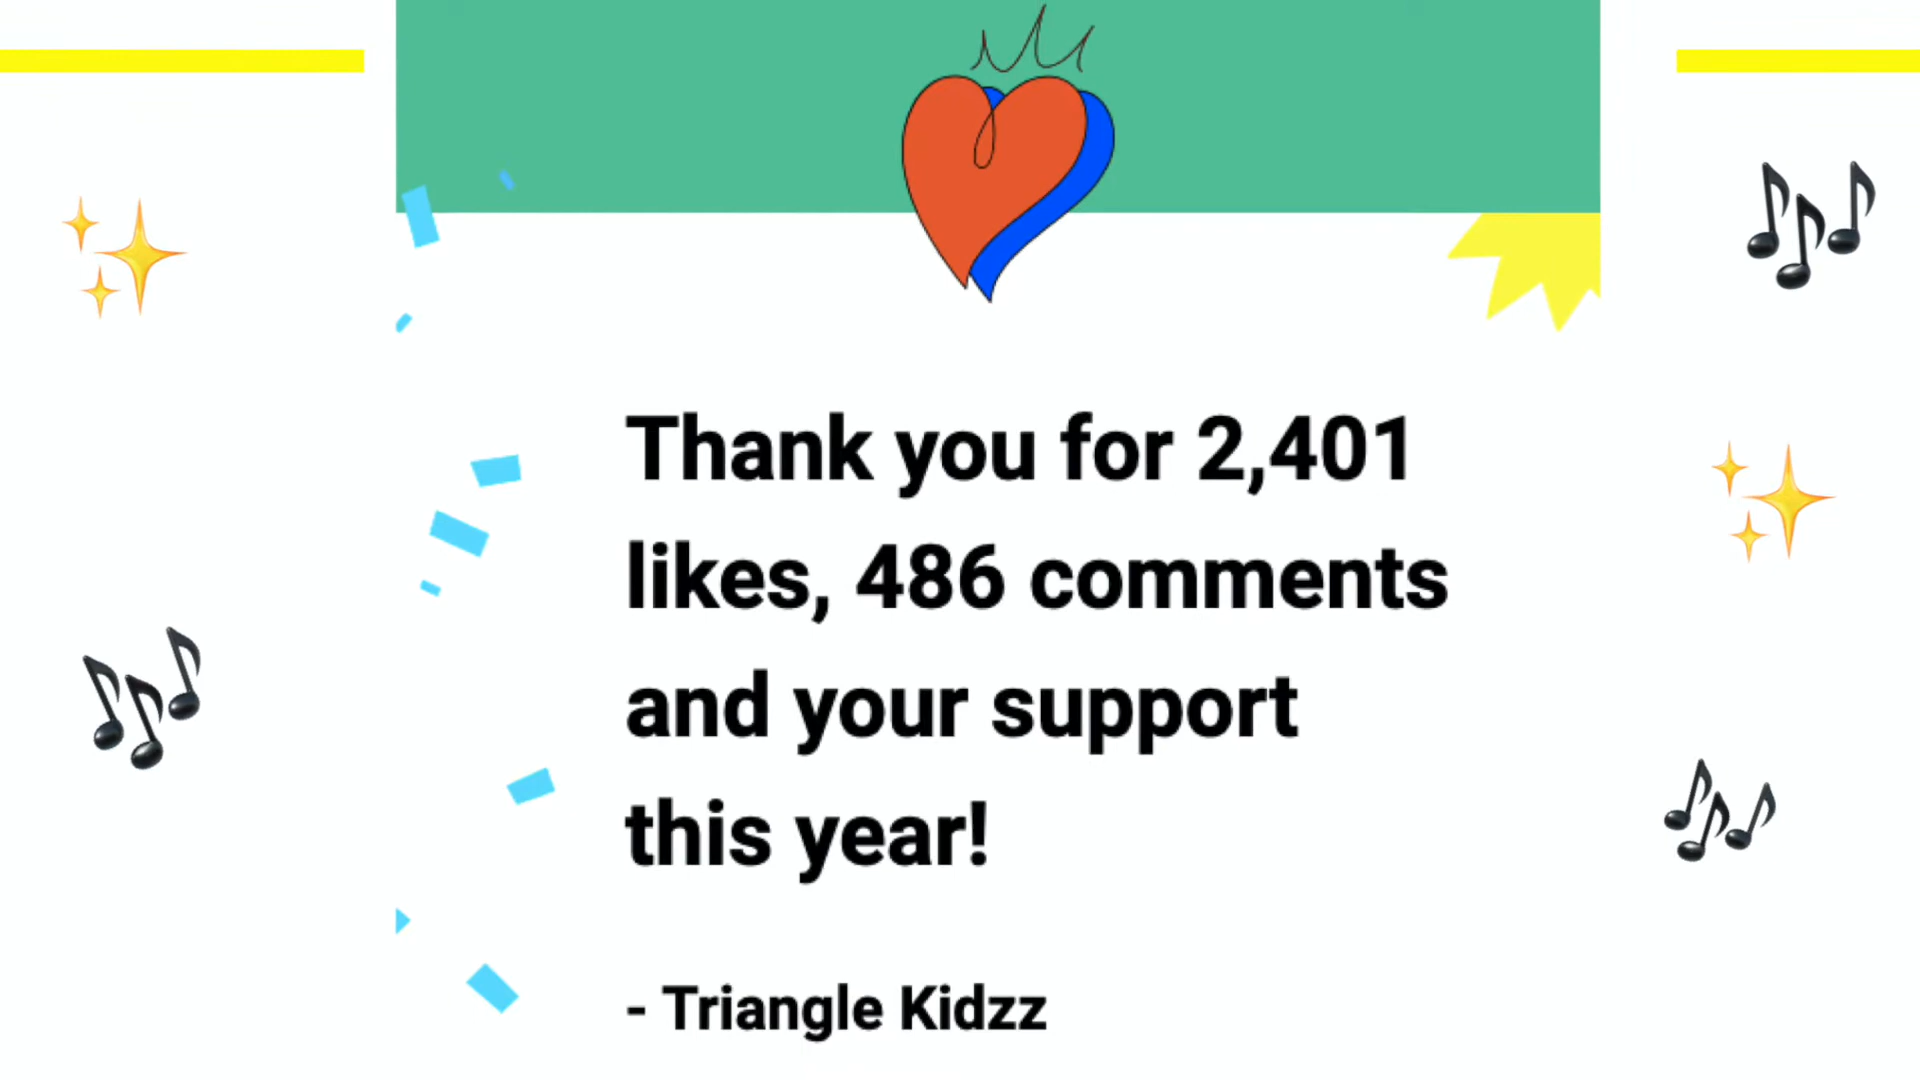 Thank you for 2,401
likes, 486 comments
and your support
this year!
- Triangle Kidzz